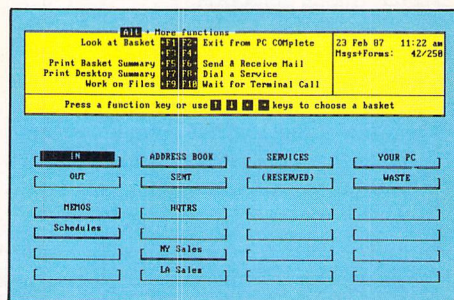 Alt + More functions
Look at Basket +F1 F2+ Exit from PC COMplete 23 Feb 87 11:22 am
+F3 F4+ Msgs+Forms: 42/250
Print Basket Summary +F5 F6+ Send & Receive Mail
Print Desktop Summary +F7 F8+ Dial a Service
Work on Files +F9 F10 Wait for Terminal Call
Press a function key or use ↑ ↓ ← → keys to choose a basket
IN ADDRESS BOOK SERVICES YOUR PC
OUT SENT (RESERVED) WASTE
MEMOS HQTRS
Schedules
NY Sales
LA Sales